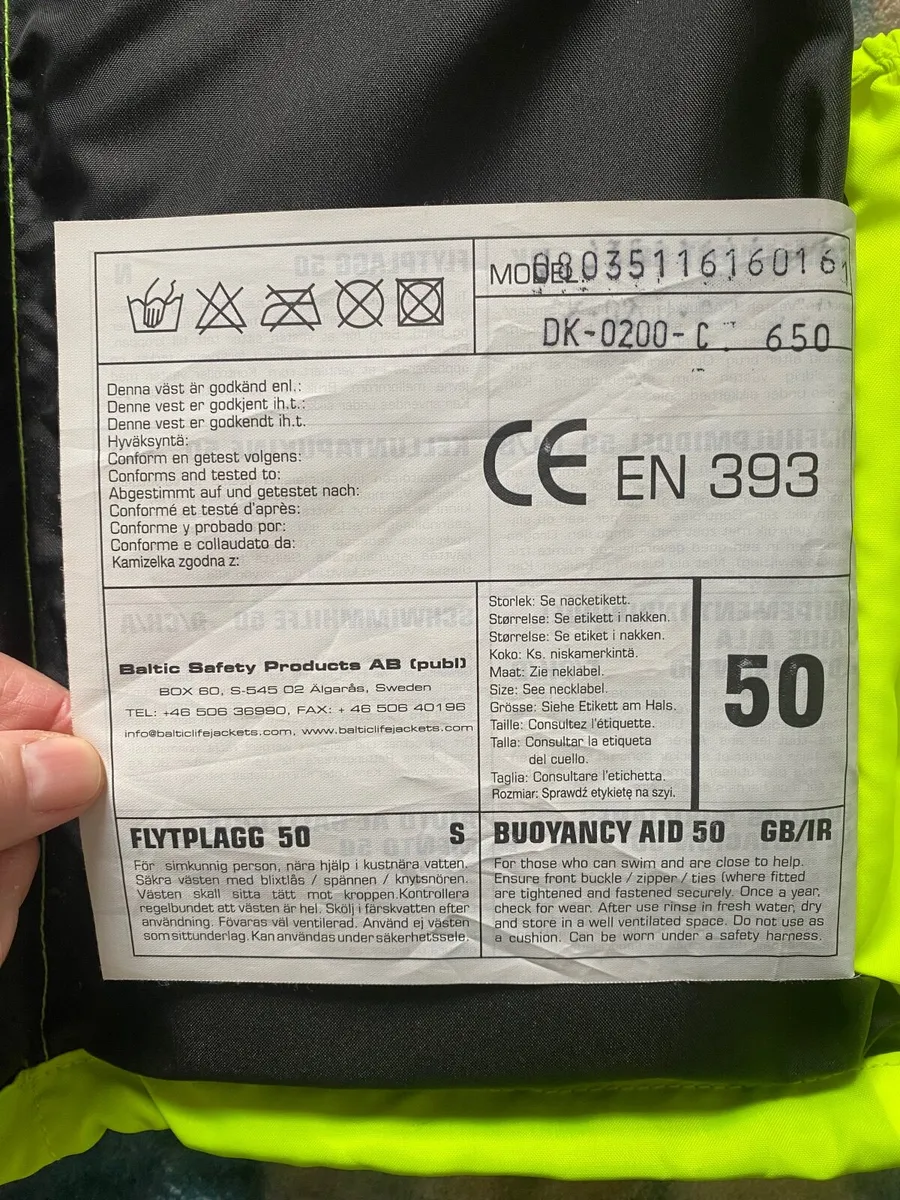 MODEL:
0803511616016
DK-0200-C 650
Denna väst är godkänd enl.:
Denne vest er godkjent ih.t.:
Denne vest er godkendt ih.t.
Hyväksyntä:
Conform en getest volgens:
Conforms and tested to:
Abgestimmt auf und getestet nach:
Conformé et testé d'après:
Conforme y probado por:
Conforme e collaudato da:
Kamizelka zgodna z:
CE EN 393
Baltic Safety Products AB (publ)
BOX 60, S-545 02 Älgarås, Sweden
TEL: +46 506 36990, FAX: + 46 506 40196
info@balticlifejackets.com, www.balticlifejackets.com
Storlek: Se nacketikett.
Størrelse: Se etikett i nakken.
Størrelse: Se etiket i nakken.
Koko: Ks. niskamerkintä.
Maat: Zie neklabel.
Size: See necklabel.
Grösse: Siehe Etikett am Hals.
Taille: Consultez l'étiquette.
Talla: Consultar la etiqueta
del cuello.
Taglia: Consultare l'etichetta.
Rozmiar: Sprawdź etykietę na szyi.
50
FLYTPLAGG 50 S
För simkunnig person, nära hjälp i kustnära vatten.
Säkra västen med blixtlås / spännen / knytsnören.
Västen skall sitta tätt mot kroppen.Kontrollera
regelbundet att västen är hel. Skölj i färskvatten efter
användning. Förvaras väl ventilerad. Använd ej västen
som sittunderlag. Kan användas under säkerhetssele.
BUOYANCY AID 50 GB/IR
For those who can swim and are close to help.
Ensure front buckle / zipper / ties (where fitted
are tightened and fastened securely. Once a year,
check for wear. After use rinse in fresh water, dry
and store in a well ventilated space. Do not use as
a cushion. Can be worn under a safety harness.